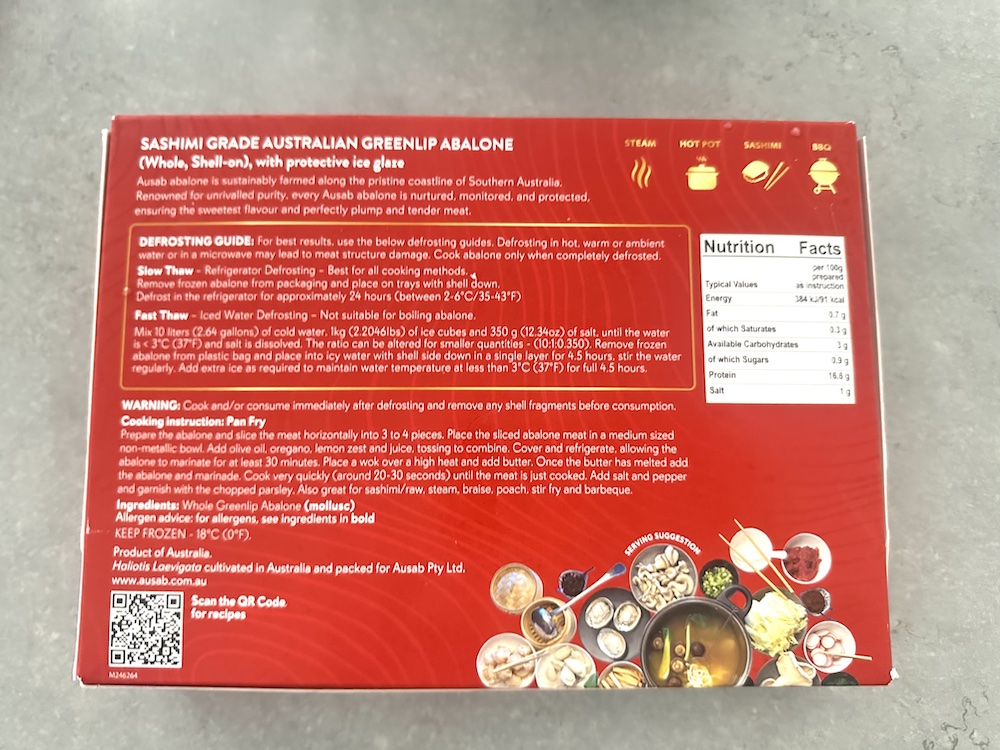 SASHIMI GRADE AUSTRALIAN GREENLIP ABALONE
(Whole, Shell-on), with protective ice glaze
Ausab abalone is sustainably farmed along the pristine coastline of Southern Australia.
Renowned for unrivalled purity, every Ausab abalone is nurtured, monitored, and protected,
ensuring the sweetest flavour and perfectly plump and tender meat.
STEAM
HOT POT
SASHIMI
BBQ
DEFROSTING GUIDE: For best results, use the below defrosting guides. Defrosting in hot, warm or ambient
water or in a microwave may lead to meat structure damage. Cook abalone only when completely defrosted.
Slow Thaw – Refrigerator Defrosting – Best for all cooking methods.
Remove frozen abalone from packaging and place on trays with shell down.
Defrost in the refrigerator for approximately 24 hours (between 2-6°C/35-43°F)
Fast Thaw – Iced Water Defrosting – Not suitable for boiling abalone.
Mix 10 liters (2.64 gallons) of cold water, 1kg (2.2046lbs) of ice cubes and 350 g (12.34oz) of salt, until the water
is < 3°C (37°F) and salt is dissolved. The ratio can be altered for smaller quantities - (10:1:0.350). Remove frozen
abalone from plastic bag and place into icy water with shell side down in a single layer for 4.5 hours, stir the water
regularly. Add extra ice as required to maintain water temperature at less than 3°C (37°F) for full 4.5 hours.
Nutrition Facts
per 100g
prepared
Typical Values as instruction
Energy 384 kJ/91 kcal
Fat 0.7 g
of which Saturates 0.3 g
Available Carbohydrates 3 g
of which Sugars 0.9 g
Protein 16.6 g
Salt 1 g
WARNING: Cook and/or consume immediately after defrosting and remove any shell fragments before consumption.
Cooking instruction: Pan Fry
Prepare the abalone and slice the meat horizontally into 3 to 4 pieces. Place the sliced abalone meat in a medium sized
non-metallic bowl. Add olive oil, oregano, lemon zest and juice, tossing to combine. Cover and refrigerate, allowing the
abalone to marinate for at least 30 minutes. Place a wok over a high heat and add butter. Once the butter has melted add
the abalone and marinade. Cook very quickly (around 20-30 seconds) until the meat is just cooked. Add salt and pepper
and garnish with the chopped parsley. Also great for sashimi/raw, steam, braise, poach, stir fry and barbeque.
Ingredients: Whole Greenlip Abalone (mollusc)
Allergen advice: for allergens, see ingredients in bold
KEEP FROZEN - 18°C (0°F).
Product of Australia.
Haliotis Laevigata cultivated in Australia and packed for Ausab Pty Ltd.
www.ausab.com.au
Scan the QR Code
for recipes
M246264
SERVING SUGGESTION